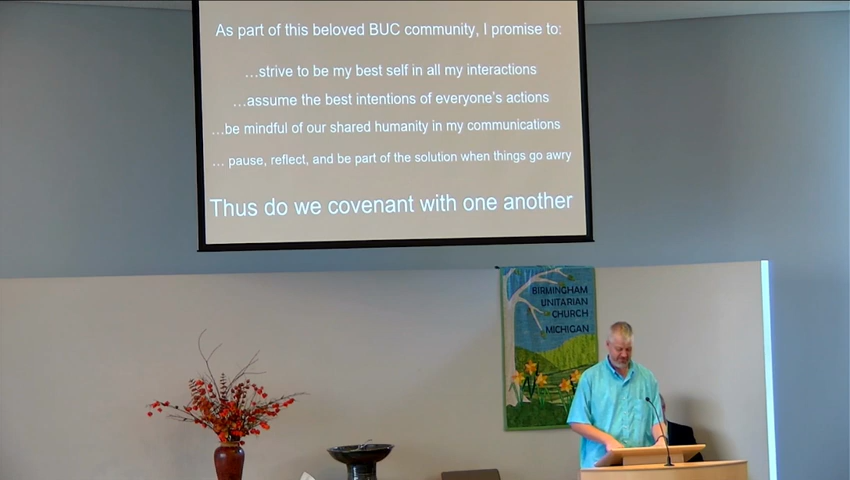 As part of this beloved BUC community, I promise to:
…strive to be my best self in all my interactions
…assume the best intentions of everyone's actions
…be mindful of our shared humanity in my communications
… pause, reflect, and be part of the solution when things go awry
Thus do we covenant with one another
BIRMINGHAM
UNITARIAN
CHURCH
MICHIGAN